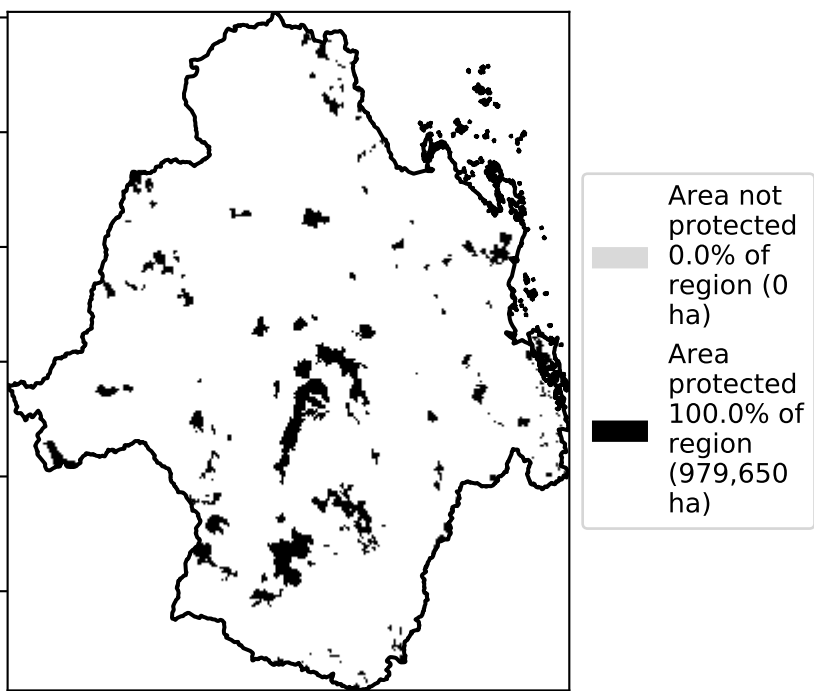 Area not
protected
0.0% of
region (0
ha)
Area
protected
100.0% of
region
(979,650
ha)